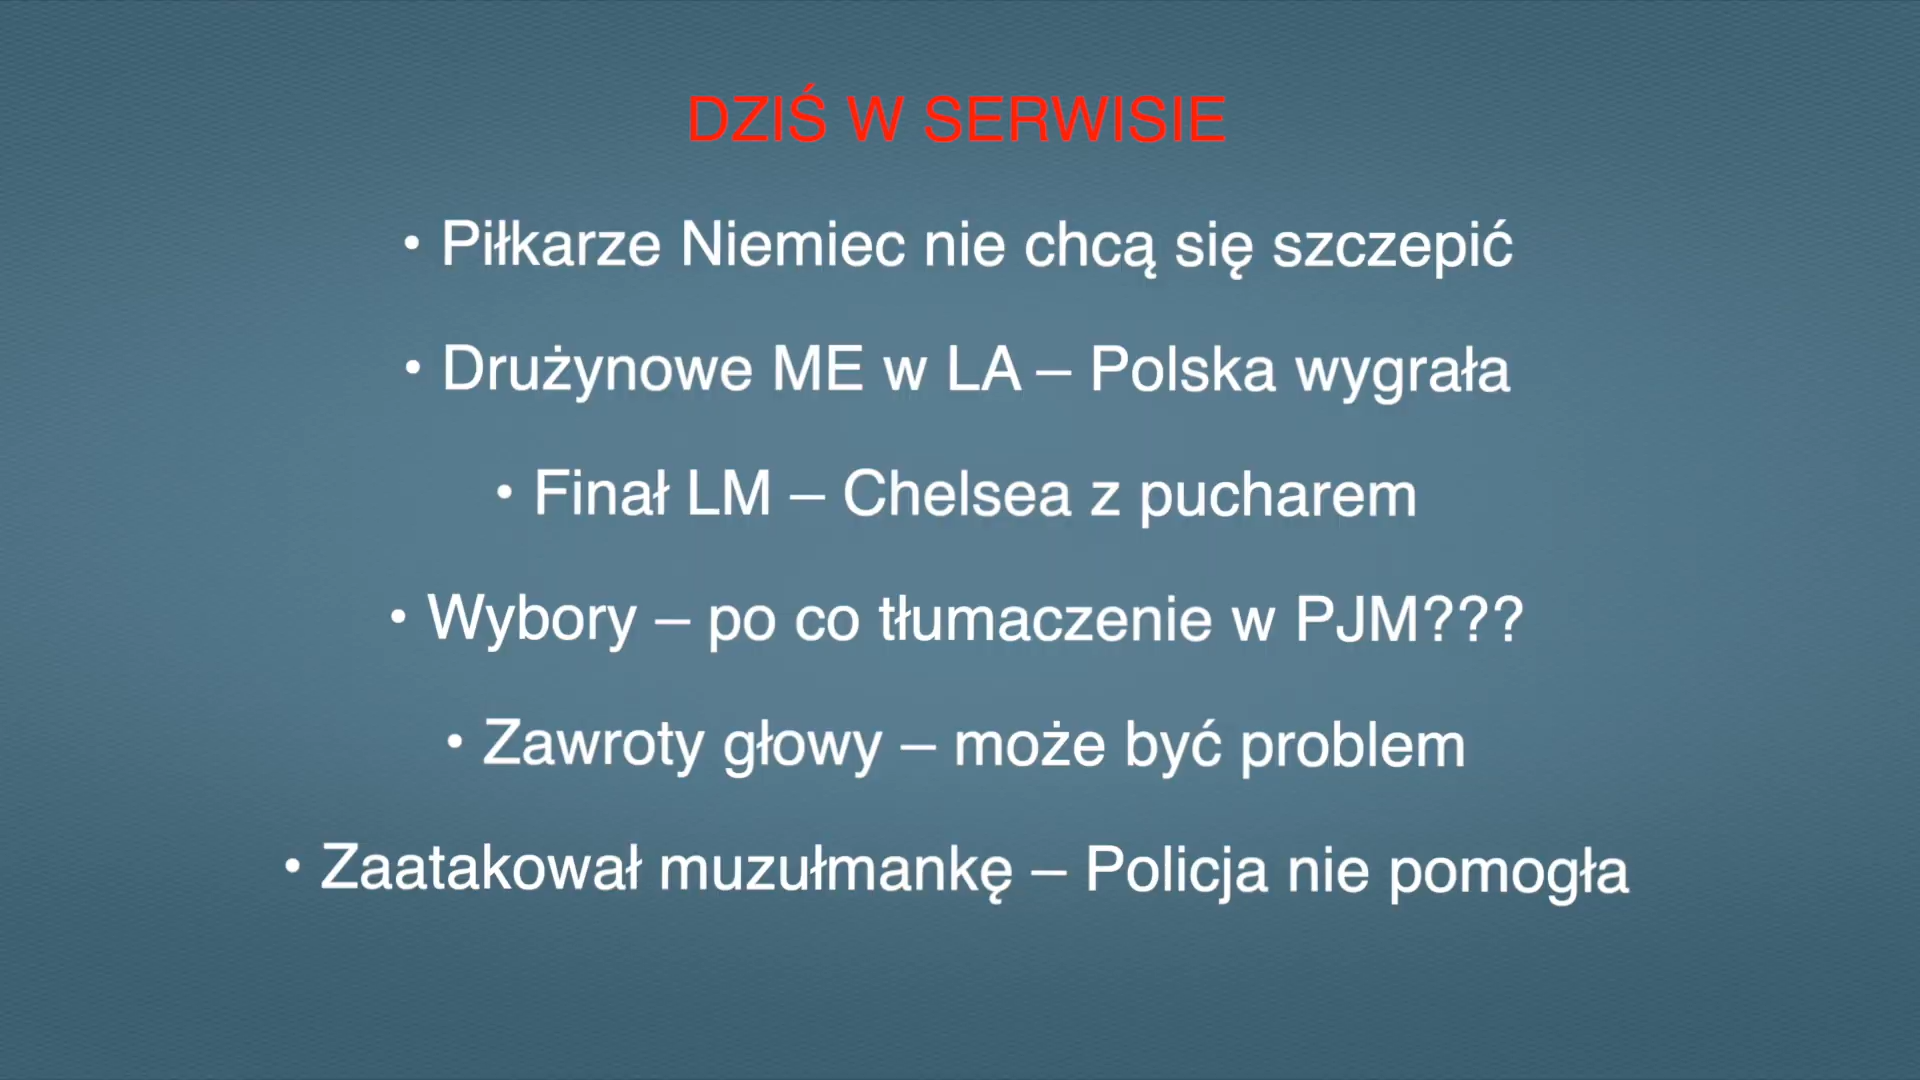 DZIŚ W SERWISIE
• Piłkarze Niemiec nie chcą się szczepić
• Drużynowe ME w LA – Polska wygrała
• Finał LM – Chelsea z pucharem
• Wybory – po co tłumaczenie w PJM???
• Zawroty głowy – może być problem
• Zaatakował muzułmankę – Policja nie pomogła